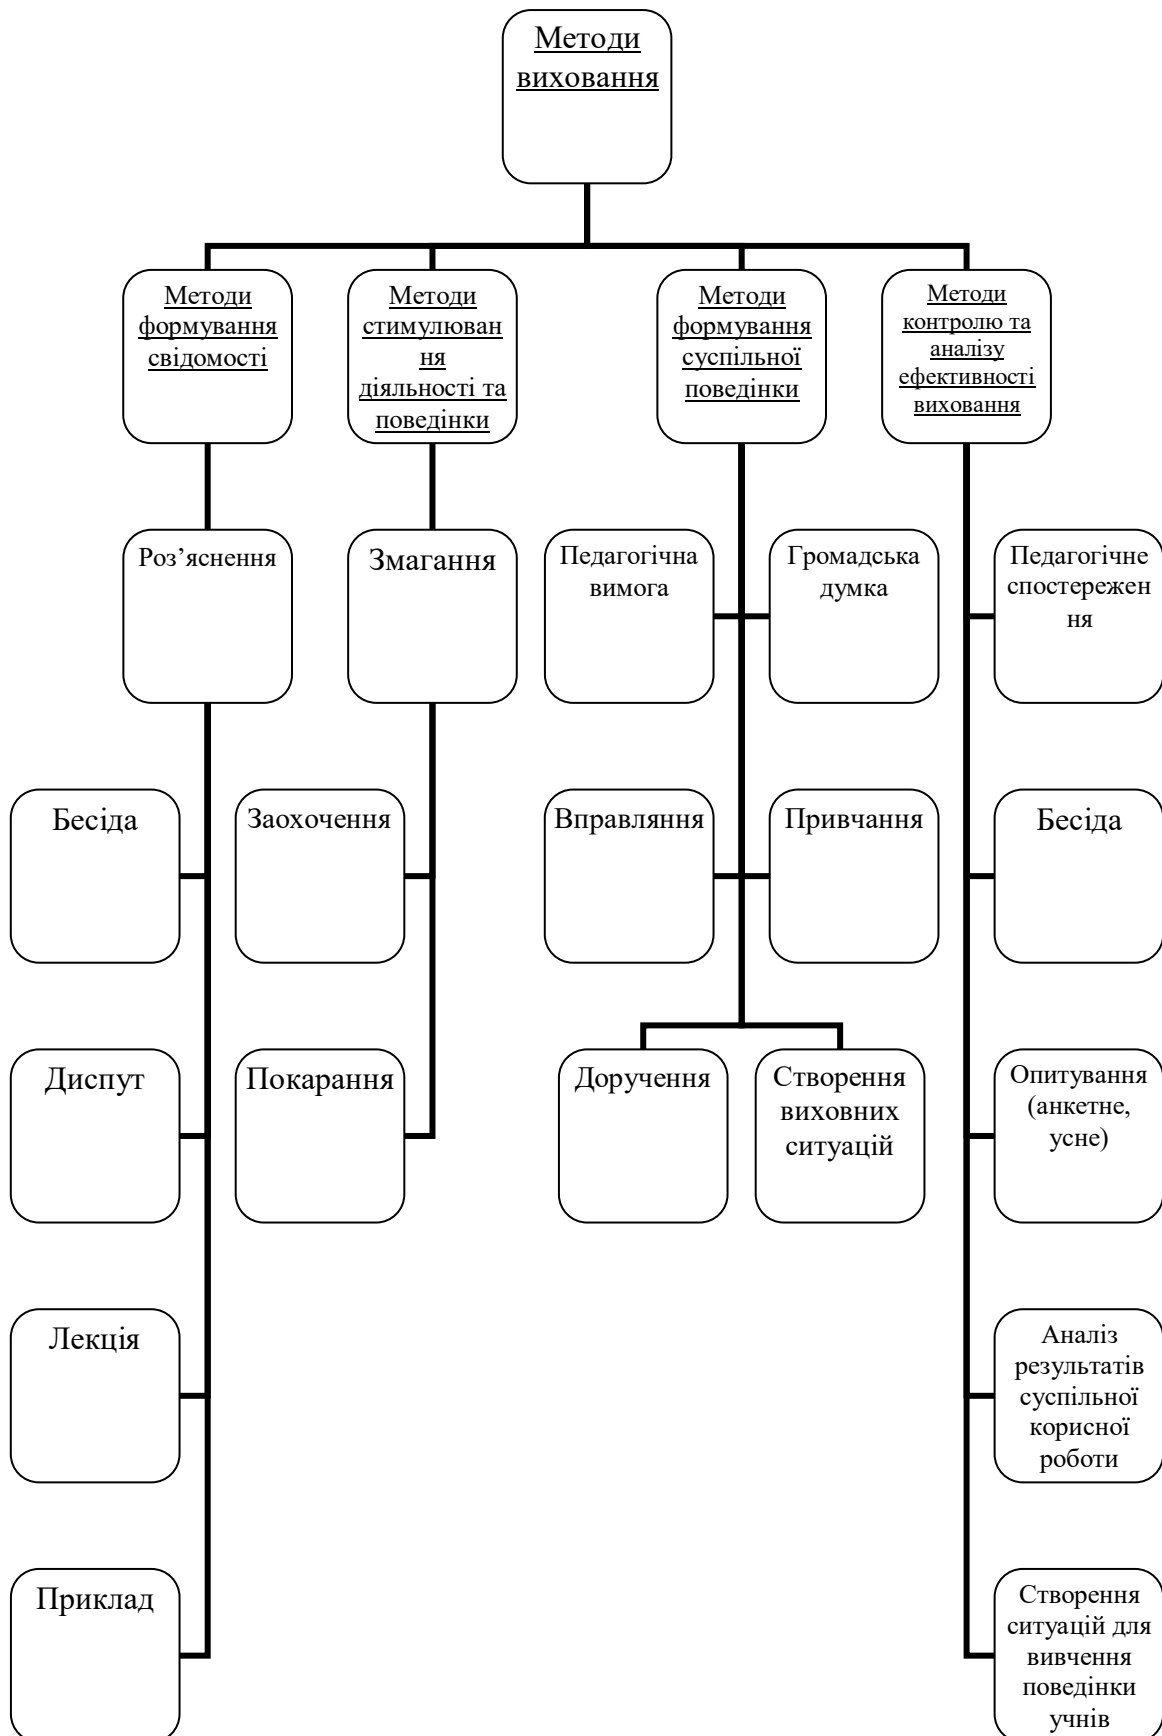 Методи
виховання
Методи
формування
свідомості
Методи
стимулюван
ня
діяльності та
поведінки
Методи
формування
суспільної
поведінки
Методи
контролю та
аналізу
ефективності
виховання
Роз’яснення
Змагання
Педагогічна
вимога
Громадська
думка
Педагогічне
спостережен
ня
Бесіда
Заохочення
Вправляння
Привчання
Бесіда
Диспут
Покарання
Доручення
Створення
виховних
ситуацій
Опитування
(анкетне,
усне)
Лекція
Аналіз
результатів
суспільної
корисної
роботи
Приклад
Створення
ситуацій для
вивчення
поведінки
учнів